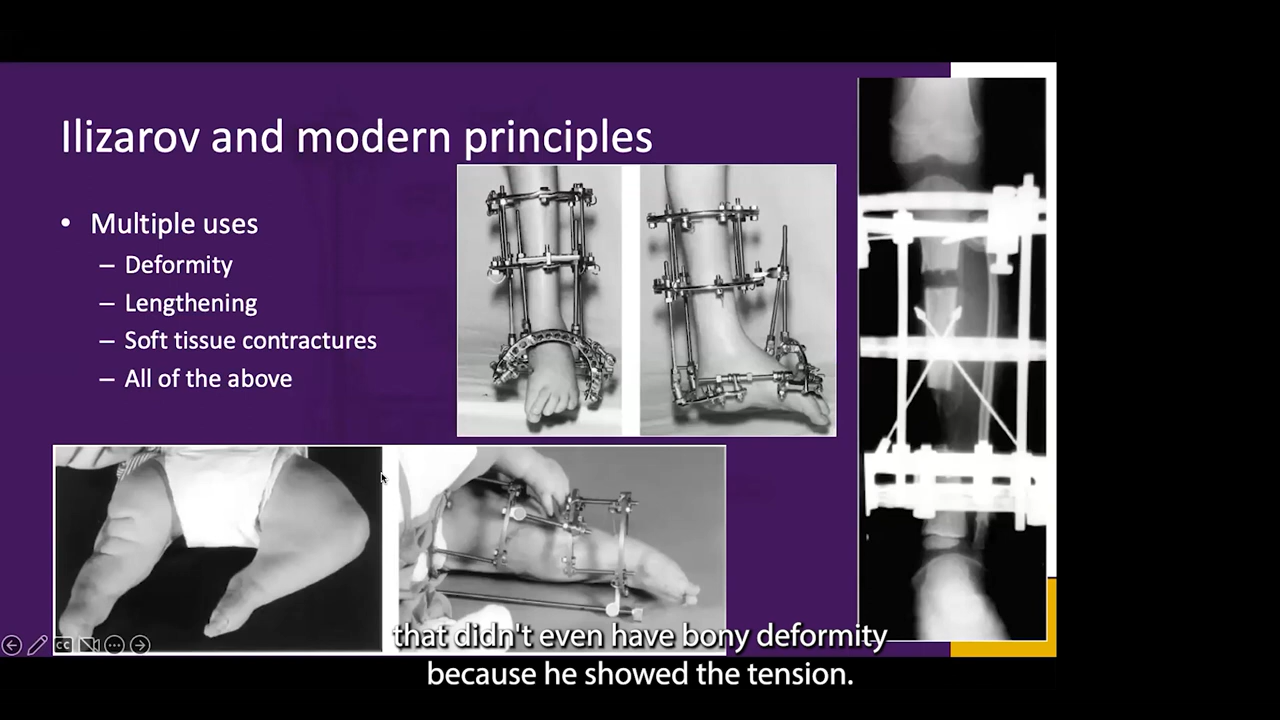 Ilizarov and modern principles
• Multiple uses
– Deformity
– Lengthening
– Soft tissue contractures
– All of the above
CC
that didn't even have bony deformity
because he showed the tension.